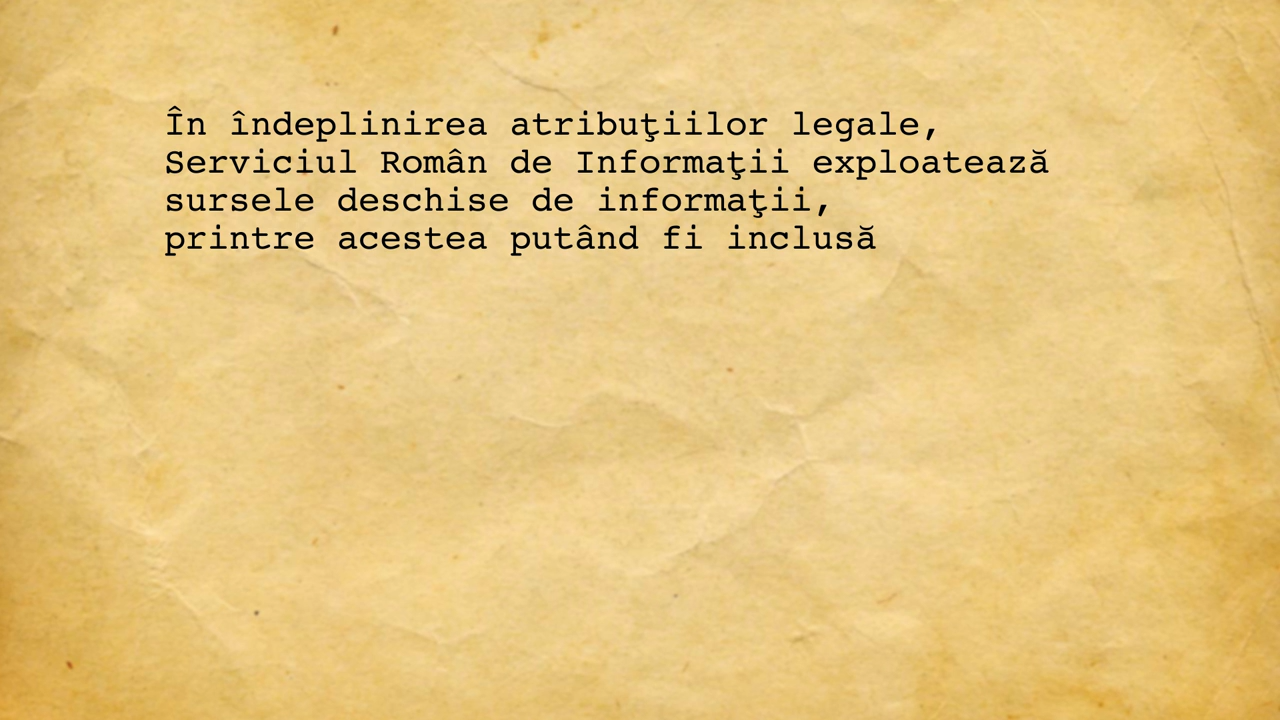 În îndeplinirea atribuţiilor legale,
Serviciul Român de Informaţii exploatează
sursele deschise de informaţii,
printre acestea putând fi inclusă